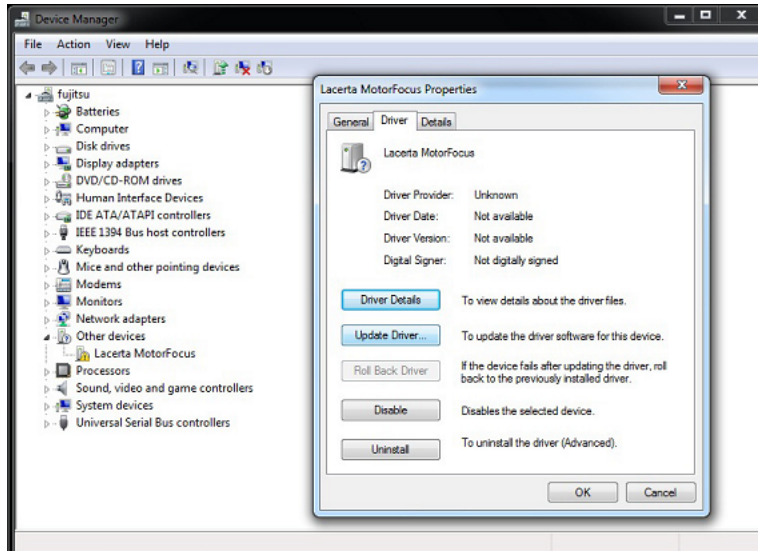 Device Manager
File Action View Help
fujitsu
Batteries
Computer
Disk drives
Display adapters
DVD/CD-ROM drives
Human Interface Devices
IDE ATA/ATAPI controllers
IEEE 1394 Bus host controllers
Keyboards
Mice and other pointing devices
Modems
Monitors
Network adapters
Other devices
Lacerta MotorFocus
Processors
Sound, video and game controllers
System devices
Universal Serial Bus controllers
Lacerta MotorFocus Properties
General Driver Details
Lacerta MotorFocus
Driver Provider: Unknown
Driver Date: Not available
Driver Version: Not available
Digital Signer: Not digitally signed
Driver Details To view details about the driver files.
Update Driver... To update the driver software for this device.
Roll Back Driver If the device fails after updating the driver, roll
back to the previously installed driver.
Disable Disables the selected device.
Uninstall To uninstall the driver (Advanced).
OK Cancel